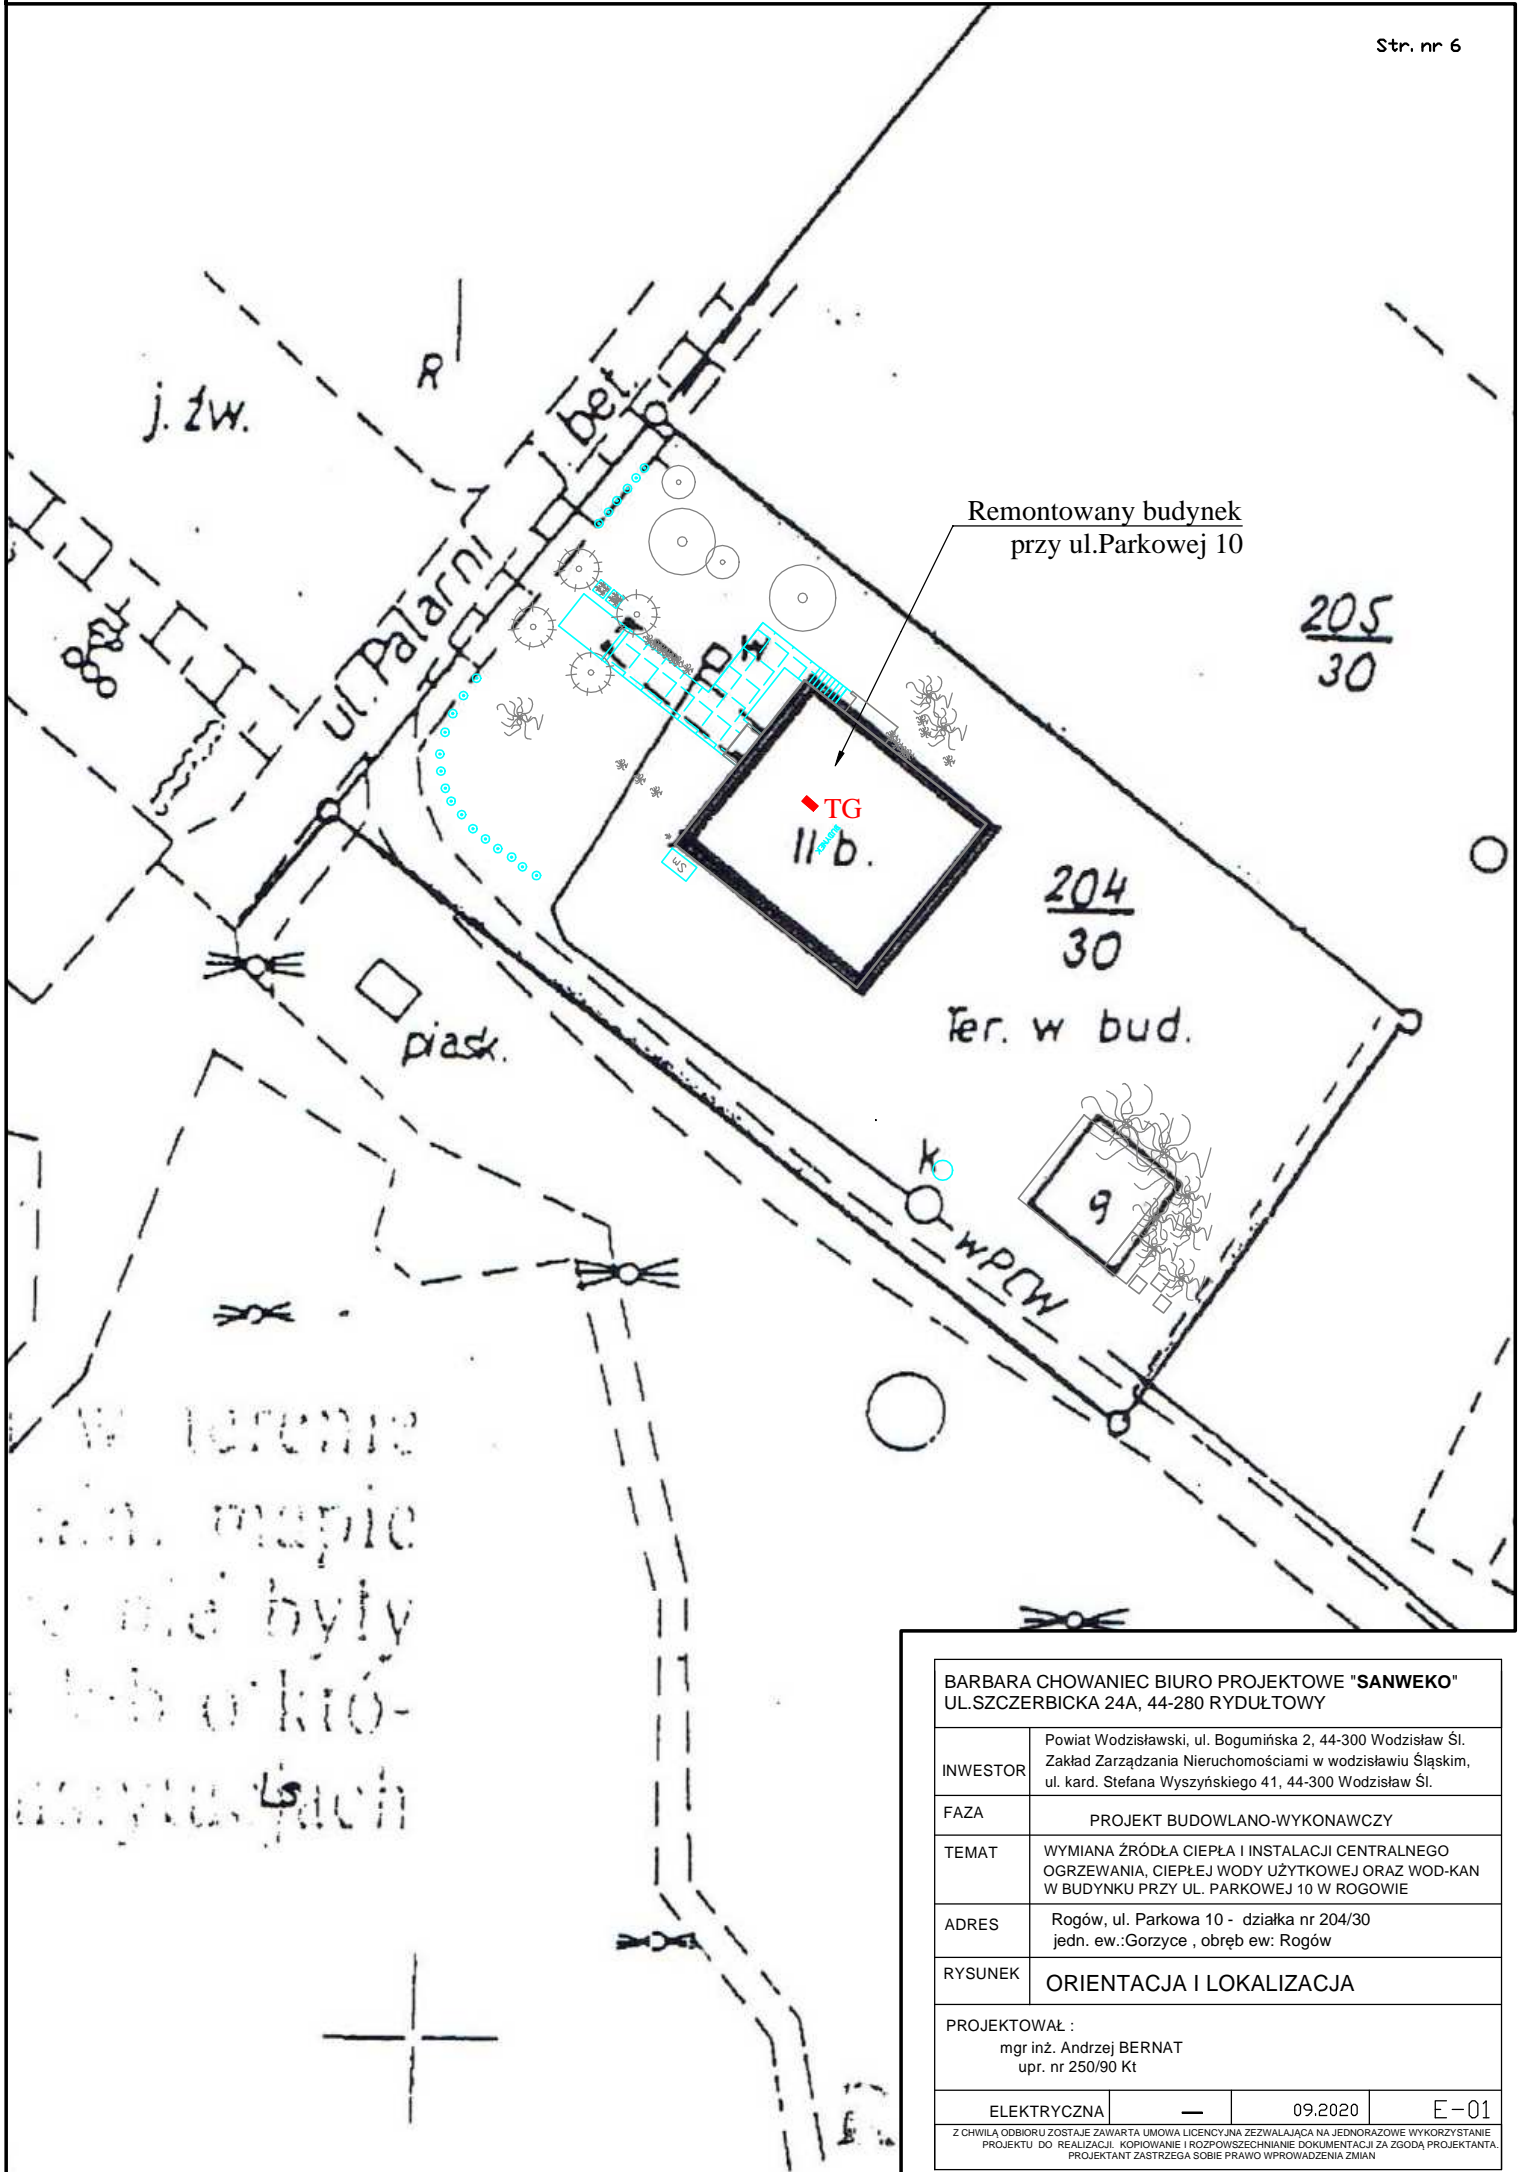 Str. nr 6
j. żw.
R
bet.
ul. Palarni
Remontowany budynek
przy ul.Parkowej 10
205
30
TG
II b.
204
30
Ter. w bud.
piask.
k
g
wPCW
w terenie
mapie
były
któ-
Ls
BARBARA CHOWANIEC BIURO PROJEKTOWE "SANWEKO"
UL.SZCZERBICKA 24A, 44-280 RYDUŁTOWY
INWESTOR
Powiat Wodzisławski, ul. Bogumińska 2, 44-300 Wodzisław Śl.
Zakład Zarządzania Nieruchomościami w wodzisławiu Śląskim,
ul. kard. Stefana Wyszyńskiego 41, 44-300 Wodzisław Śl.
FAZA
PROJEKT BUDOWLANO-WYKONAWCZY
TEMAT
WYMIANA ŹRÓDŁA CIEPŁA I INSTALACJI CENTRALNEGO
OGRZEWANIA, CIEPŁEJ WODY UŻYTKOWEJ ORAZ WOD-KAN
W BUDYNKU PRZY UL. PARKOWEJ 10 W ROGOWIE
ADRES
Rogów, ul. Parkowa 10 - działka nr 204/30
jedn. ew.:Gorzyce , obręb ew: Rogów
RYSUNEK
ORIENTACJA I LOKALIZACJA
PROJEKTOWAŁ :
mgr inż. Andrzej BERNAT
upr. nr 250/90 Kt
ELEKTRYCZNA — 09.2020 E-01
Z CHWILĄ ODBIORU ZOSTAJE ZAWARTA UMOWA LICENCYJNA ZEZWALAJĄCA NA JEDNORAZOWE WYKORZYSTANIE
PROJEKTU DO REALIZACJI. KOPIOWANIE I ROZPOWSZECHNIANIE DOKUMENTACJI ZA ZGODĄ PROJEKTANTA.
PROJEKTANT ZASTRZEGA SOBIE PRAWO WPROWADZENIA ZMIAN